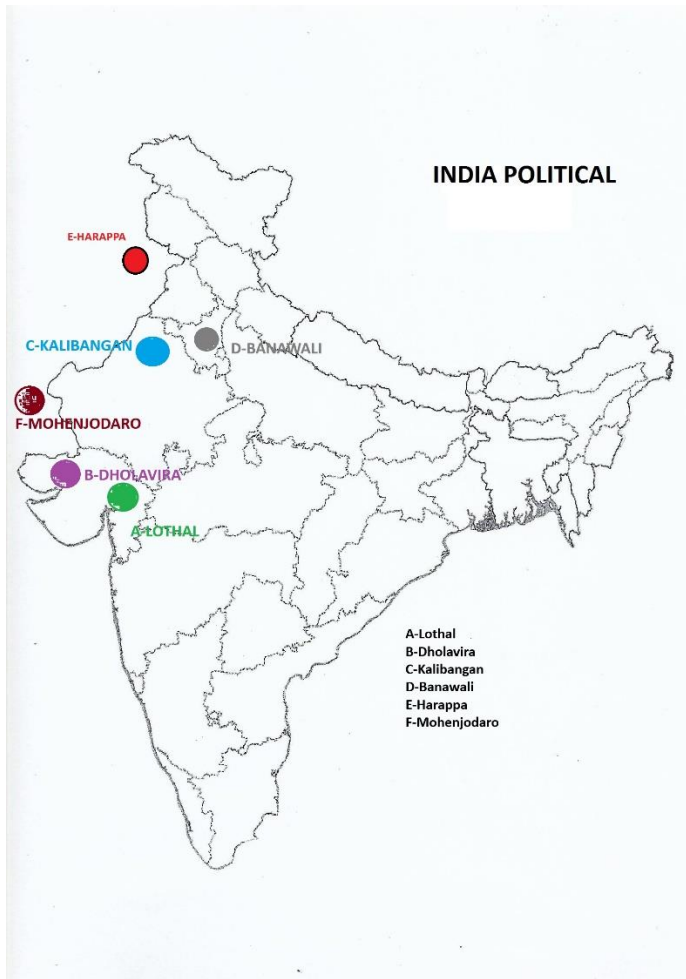 INDIA POLITICAL
E-HARAPPA
C-KALIBANGAN
D-BANAWALI
F-MOHENJODARO
B-DHOLAVIRA
A-LOTHAL
A-Lothal
B-Dholavira
C-Kalibangan
D-Banawali
E-Harappa
F-Mohenjodaro